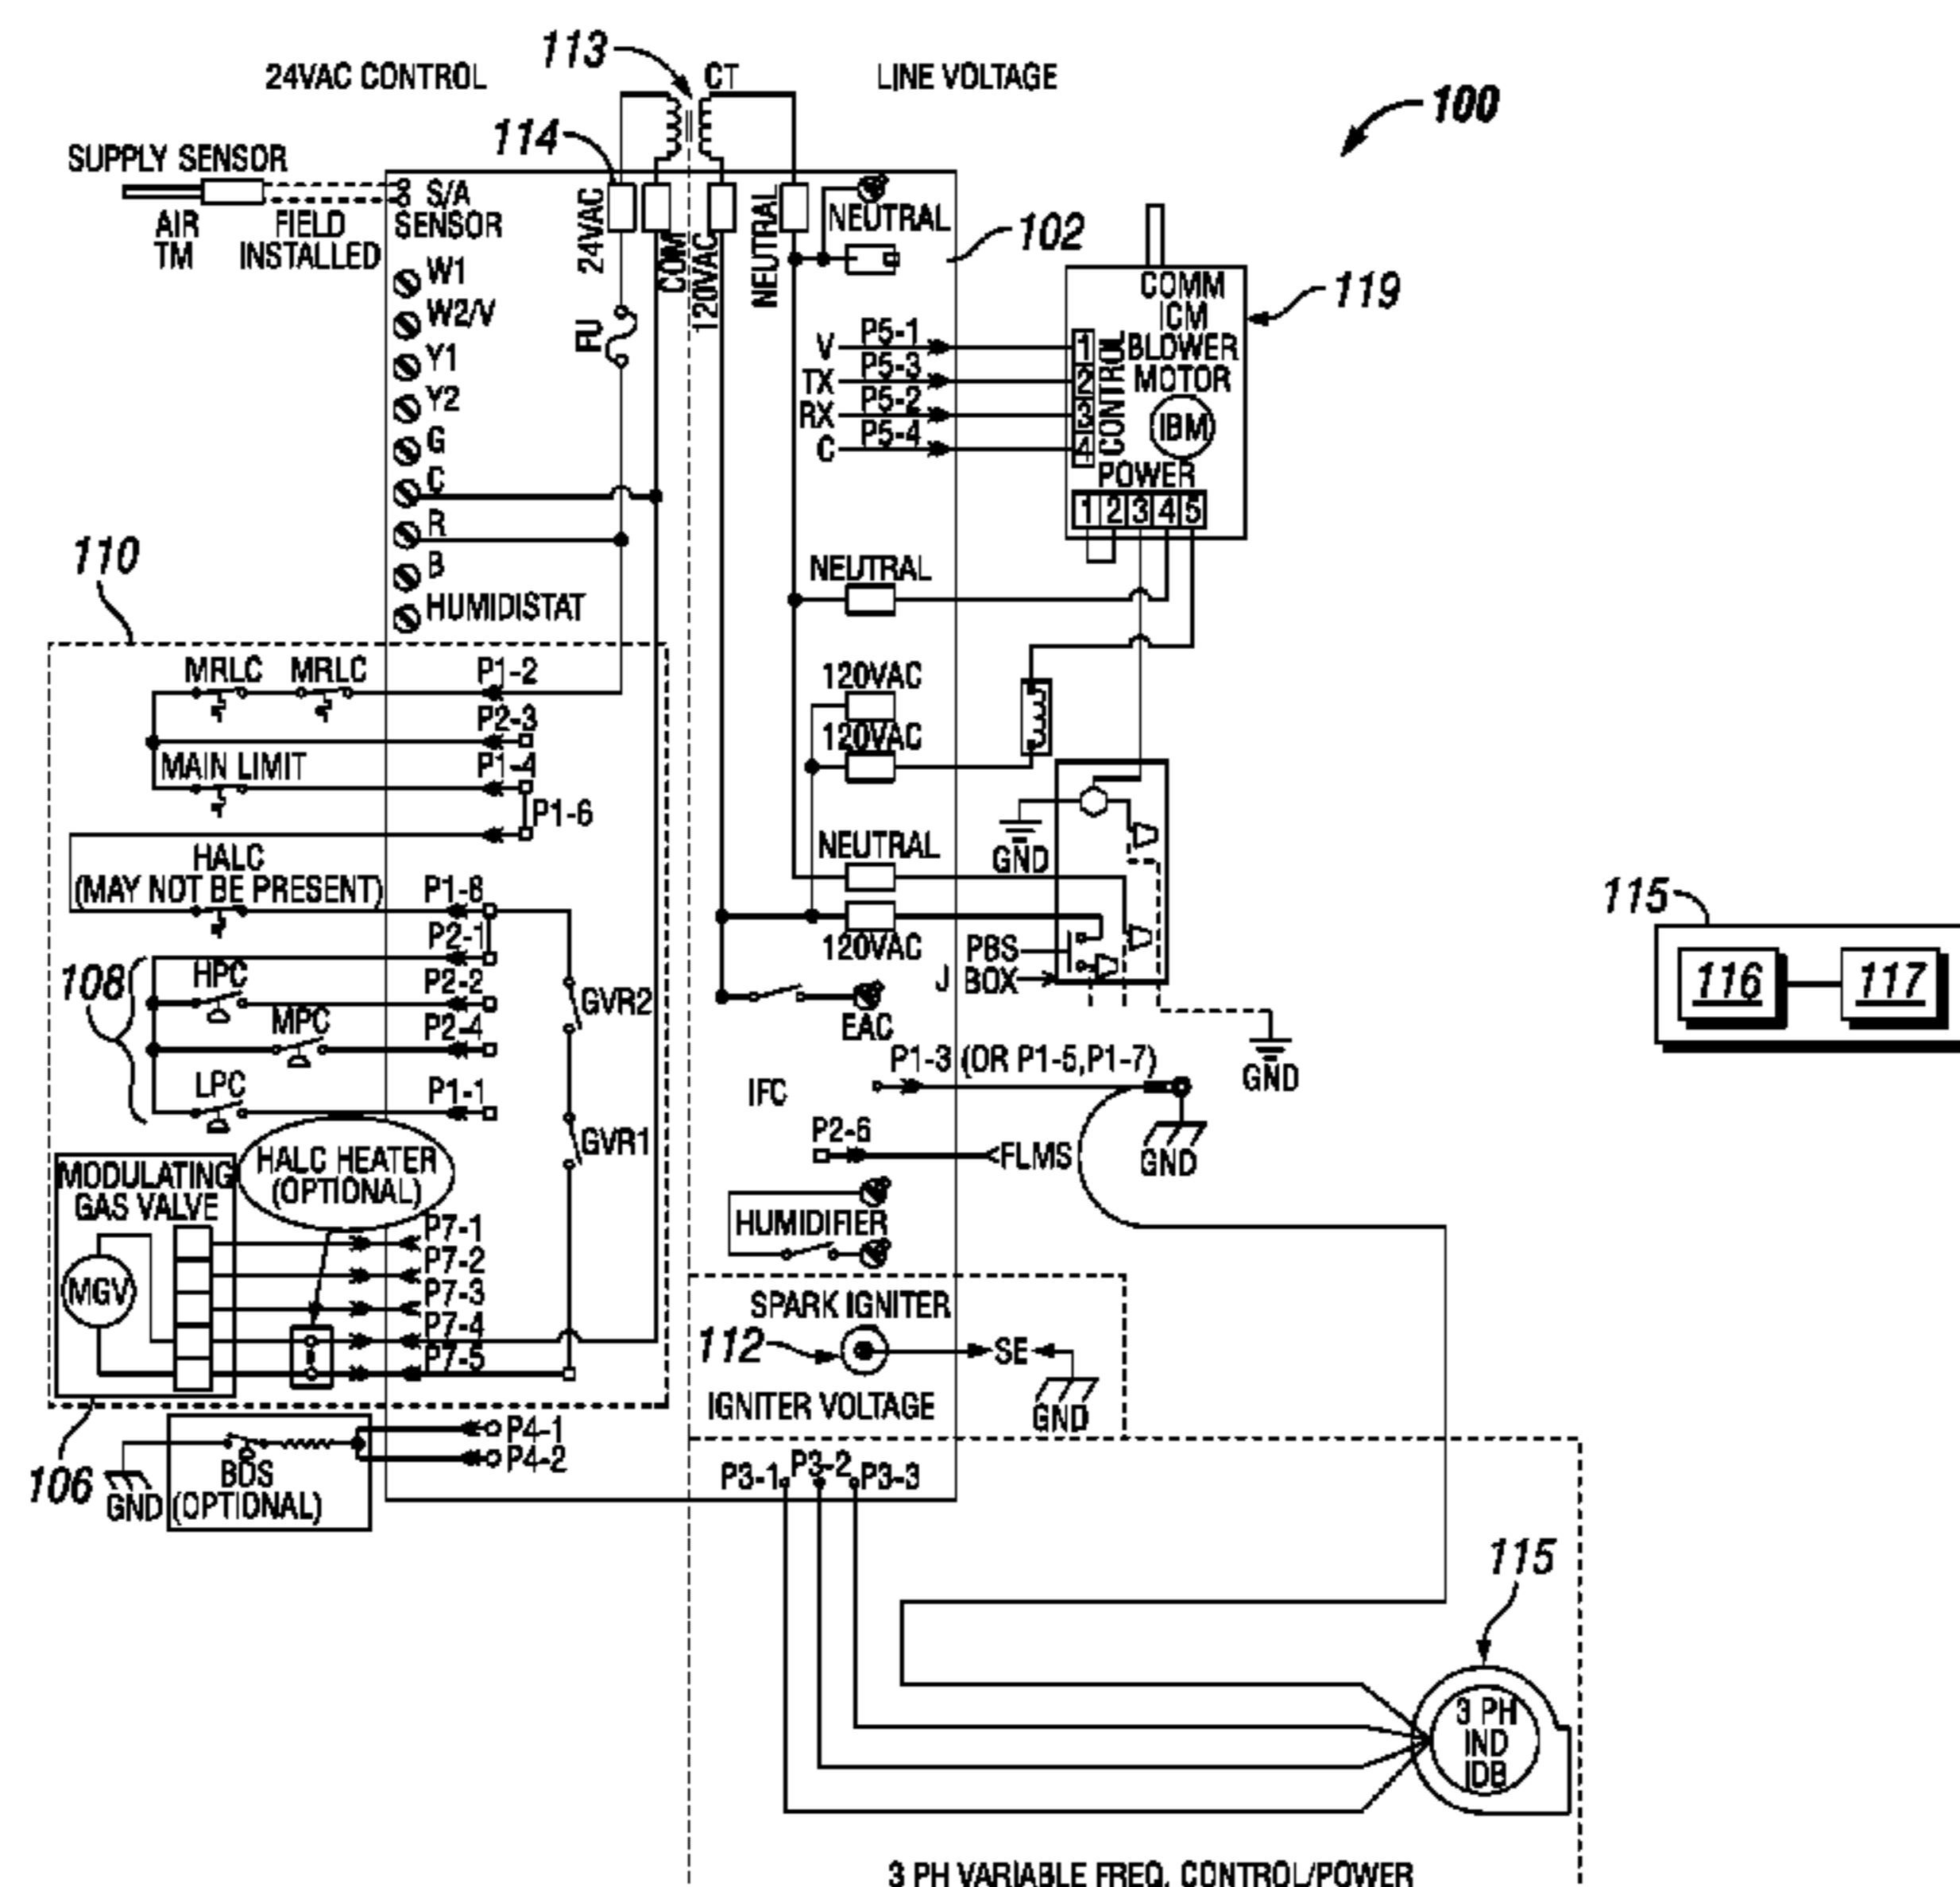 113
24VAC CONTROL
CT
LINE VOLTAGE
100
114
SUPPLY SENSOR
S/A
SENSOR
AIR
TM
FIELD
INSTALLED
24VAC
COM
120VAC
NEUTRAL
NEUTRAL
102
W1
W2/V
Y1
Y2
G
C
R
B
HUMIDISTAT
FU
COMM
ICM
BLOWER
MOTOR
IBM
CONTROL
1
2
3
4
POWER
1 2 3 4 5
119
V P5-1
TX P5-3
RX P5-2
C P5-4
110
NEUTRAL
MRLC MRLC P1-2
P2-3
MAIN LIMIT P1-4
P1-6
120VAC
120VAC
HALC
(MAY NOT BE PRESENT) P1-8
P2-1
NEUTRAL
GND
120VAC
PBS
J BOX
115
116 117
108
HPC P2-2
MPC P2-4
LPC P1-1
GVR2
GVR1
EAC
GND
P1-3 (OR P1-5,P1-7)
IFC
P2-6
FLMS
GND
HALC HEATER
(OPTIONAL)
MODULATING
GAS VALVE
MGV
P7-1
P7-2
P7-3
P7-4
P7-5
HUMIDIFIER
SPARK IGNITER
112
SE
IGNITER VOLTAGE
GND
106
GND
BDS
(OPTIONAL)
P4-1
P4-2
P3-1 P3-2 P3-3
115
3 PH
IND
IDB
3 PH VARIABLE FREQ. CONTROL/POWER